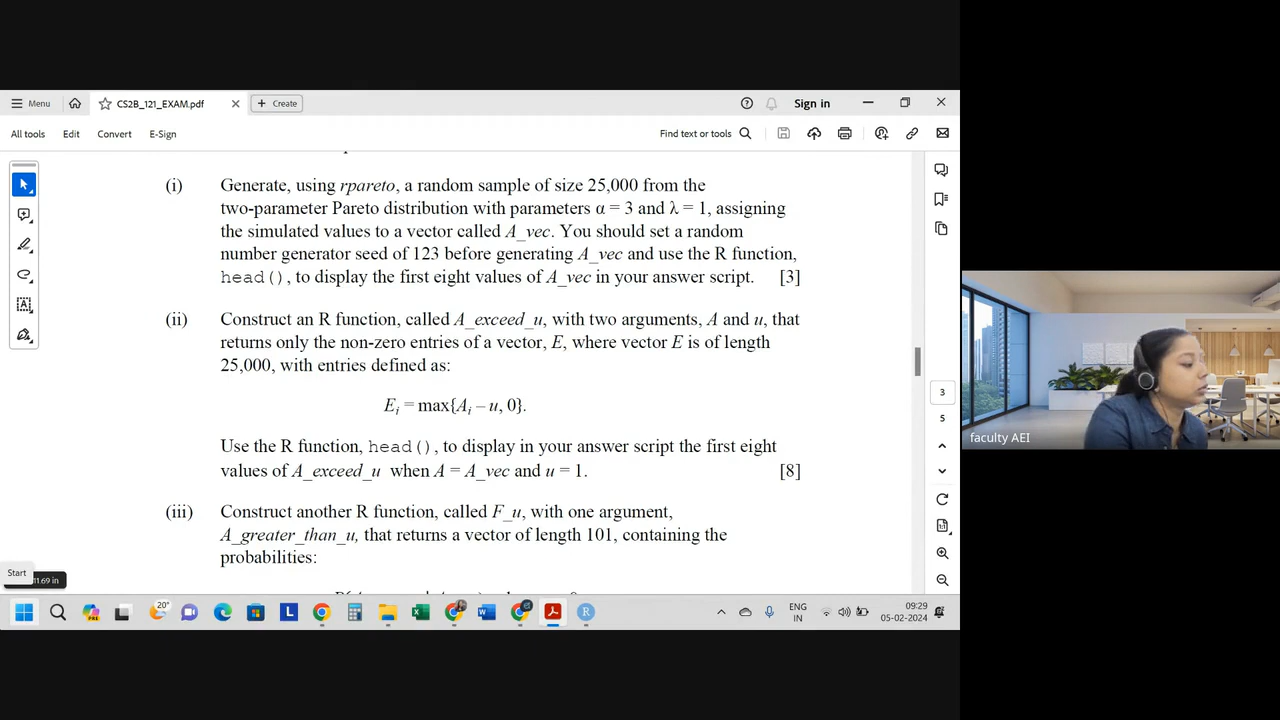 Menu
CS2B_121_EXAM.pdf
Create
Sign in
All tools
Edit
Convert
E-Sign
Find text or tools
(i) Generate, using rpareto, a random sample of size 25,000 from the
two-parameter Pareto distribution with parameters α = 3 and λ = 1, assigning
the simulated values to a vector called A_vec. You should set a random
number generator seed of 123 before generating A_vec and use the R function,
head(), to display the first eight values of A_vec in your answer script. [3]
(ii) Construct an R function, called A_exceed_u, with two arguments, A and u, that
returns only the non-zero entries of a vector, E, where vector E is of length
25,000, with entries defined as:
Eᵢ = max{Aᵢ – u, 0}.
Use the R function, head(), to display in your answer script the first eight
values of A_exceed_u when A = A_vec and u = 1. [8]
(iii) Construct another R function, called F_u, with one argument,
A_greater_than_u, that returns a vector of length 101, containing the
probabilities:
3
5
Start
11.69 in
faculty AEI
20°
ENG
IN
09:29
05-02-2024